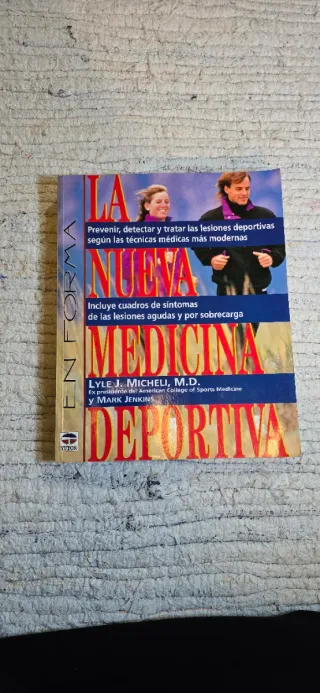 EN FORMA
LA
Prevenir, detectar y tratar las lesiones deportivas
según las técnicas médicas más modernas
NUEVA
Incluye cuadros de síntomas
de las lesiones agudas y por sobrecarga
MEDICINA
LYLE J. MICHELI, M.D.
Ex presidente del American College of Sports Medicine
Y MARK JENKINS
DEPORTIVA
TUTOR